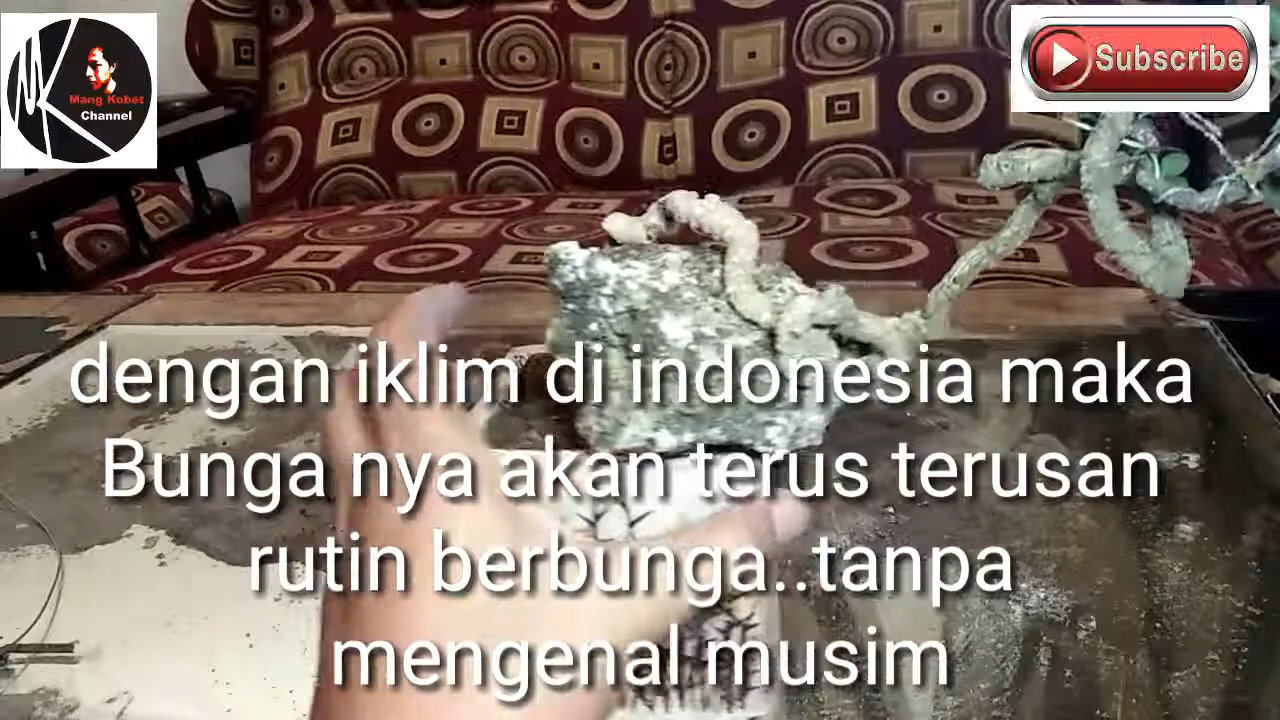 Mang Kobet
Channel
Subscribe
dengan iklim di indonesia maka
Bunga nya akan terus terusan
rutin berbunga..tanpa
mengenal musim